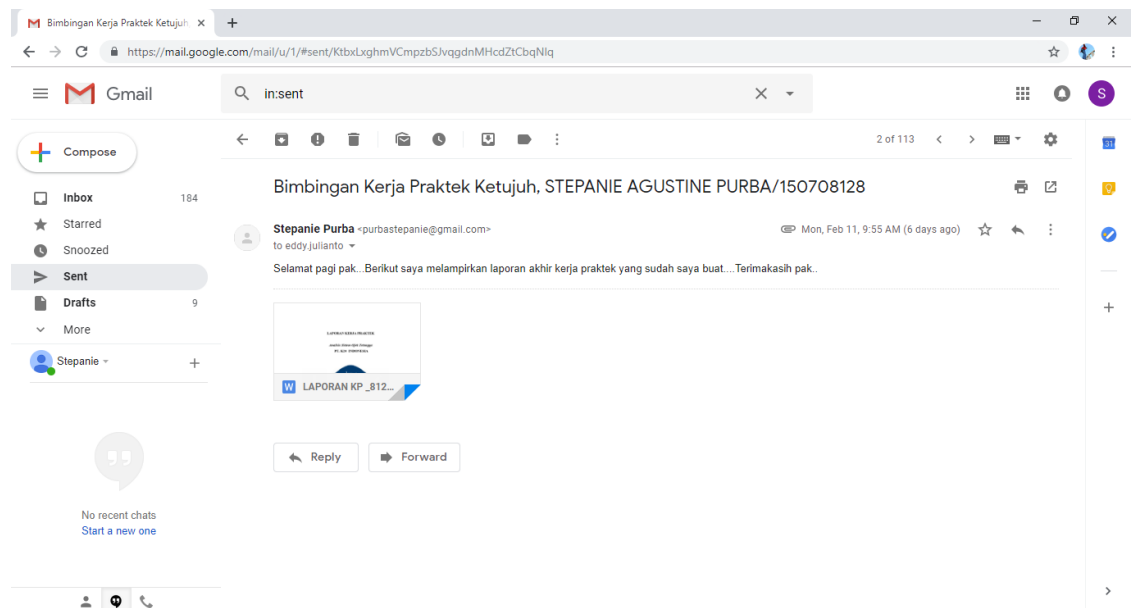 Bimbingan Kerja Praktek Ketujuh
https://mail.google.com/mail/u/1/#sent/KtbxLxghmVCmpzbSJvqgdnMHcdZtCbqNlq
Gmail
in:sent
S
Compose
2 of 113
31
Inbox 184
Starred
Snoozed
Sent
Drafts 9
More
Stepanie
Bimbingan Kerja Praktek Ketujuh, STEPANIE AGUSTINE PURBA/150708128
Stepanie Purba <purbastepanie@gmail.com>
Mon, Feb 11, 9:55 AM (6 days ago)
to eddy.julianto
Selamat pagi pak...Berikut saya melampirkan laporan akhir kerja praktek yang sudah saya buat....Terimakasih pak..
LAPORAN KERJA PRAKTEK
W LAPORAN KP _812...
Reply
Forward
No recent chats
Start a new one